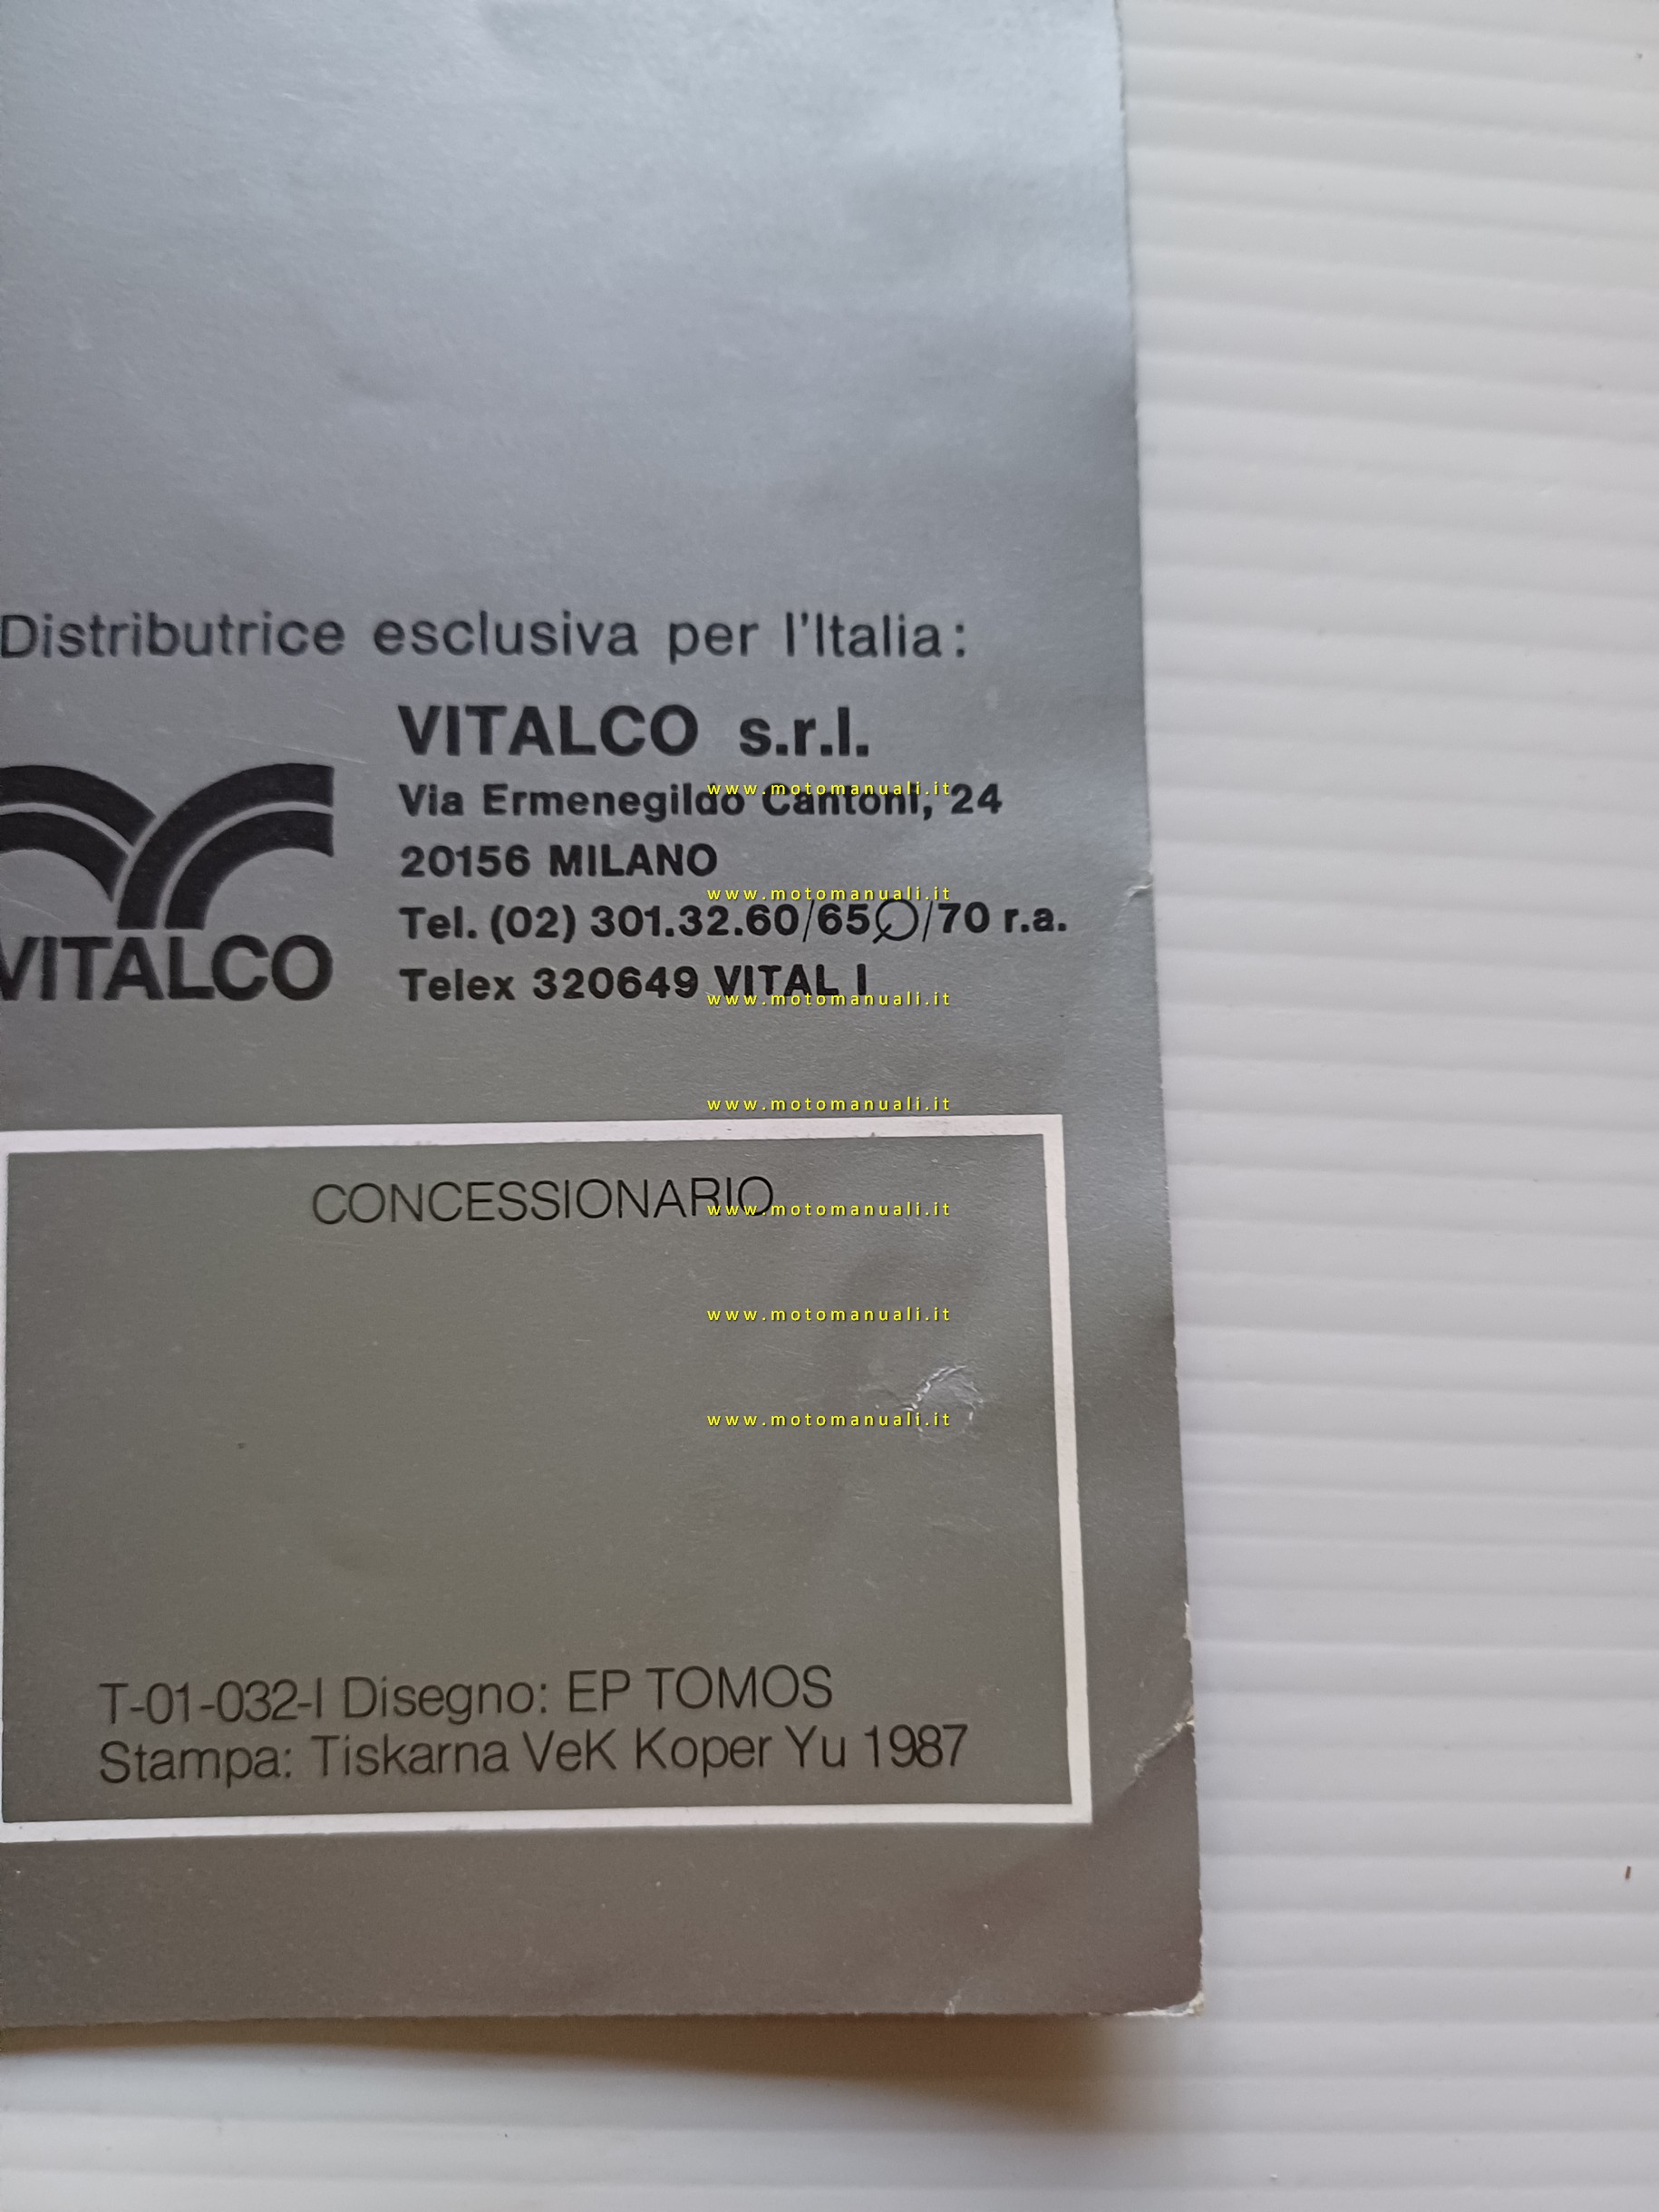 Distributrice esclusiva per l'Italia:
VITALCO s.r.l.
Via Ermenegildo Cantoni, 24
20156 MILANO
Tel. (02) 301.32.60/65/70 r.a.
Telex 320649 VITAL I
VITALCO
CONCESSIONARIO
T-01-032-I Disegno: EP TOMOS
Stampa: Tiskarna VeK Koper Yu 1987
www.motomanuali.it
www.motomanuali.it
www.motomanuali.it
www.motomanuali.it
www.motomanuali.it
www.motomanuali.it
www.motomanuali.it